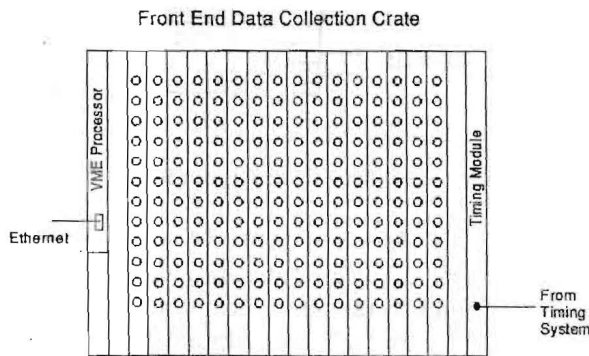 Front End Data Collection Crate
VME Processor
Timing Module
Ethernet
From
Timing
System